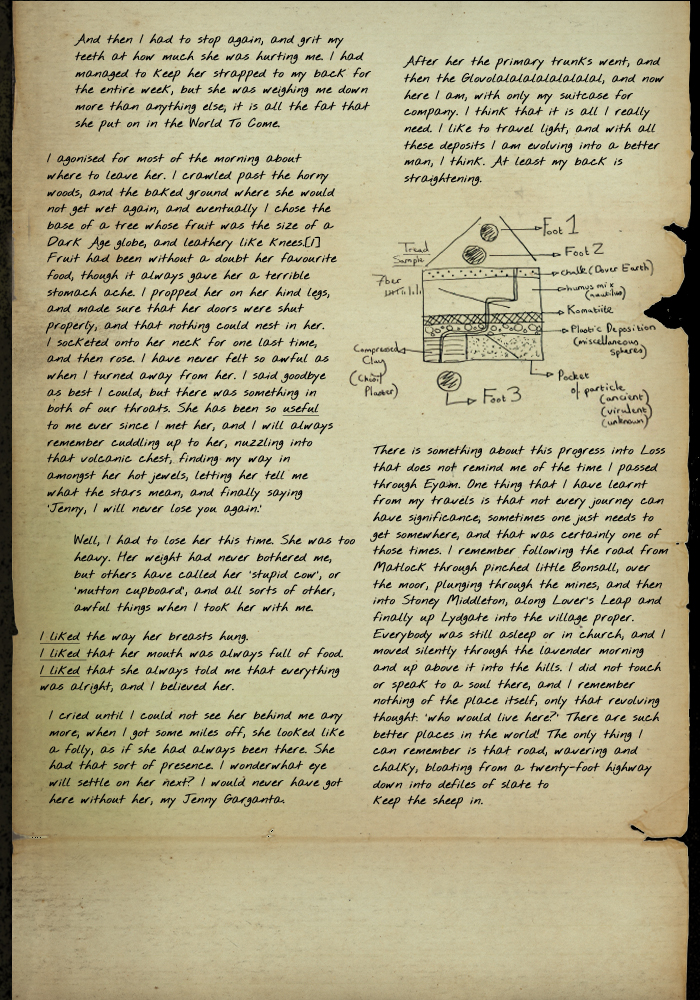 And then I had to stop again, and grit my
teeth at how much she was hurting me. I had
managed to keep her strapped to my back for
the entire week, but she was weighing me down
more than anything else; it is all the fat that
she put on in the World To Come.
I agonised for most of the morning about
where to leave her. I crawled past the horny
woods, and the baked ground where she would
not get wet again, and eventually I chose the
base of a tree whose fruit was the size of a
Dark Age globe, and leathery like knees.[1]
Fruit had been without a doubt her favourite
food, though it always gave her a terrible
stomach ache. I propped her on her hind legs,
and made sure that her doors were shut
properly, and that nothing could nest in her.
I socketed onto her neck for one last time,
and then rose. I have never felt so awful as
when I turned away from her. I said goodbye
as best I could, but there was something in
both of our throats. She has been so useful
to me ever since I met her, and I will always
remember cuddling up to her, nuzzling into
that volcanic chest, finding my way in
amongst her hot jewels, letting her tell me
what the stars mean, and finally saying
'Jenny, I will never lose you again.'
Well, I had to lose her this time. She was too
heavy. Her weight had never bothered me,
but others have called her 'stupid cow', or
'mutton cupboard', and all sorts of other,
awful things when I took her with me.
I liked the way her breasts hung.
I liked that her mouth was always full of food.
I liked that she always told me that everything
was alright, and I believed her.
I cried until I could not see her behind me any
more, when I got some miles off, she looked like
a folly, as if she had always been there. She
had that sort of presence. I wonderwhat eye
will settle on her next? I would never have got
here without her, my Jenny Garganta.
After her the primary trunks went, and
then the Glovolalalalalalalalal, and now
here I am, with only my suitcase for
company. I think that it is all I really
need. I like to travel light, and with all
these deposits I am evolving into a better
man, I think. At least my back is
straightening.
Foot 1
Foot 2
Tread
Sample
chalk (Over Earth)
7ber
humus mix
(nautilus)
Komatiite
Plastic Deposition
(miscellaneous
spheres)
Compressed
Clay
(Chest
Plaster)
Pocket
of particle
(ancient)
(virulent)
(unknown)
Foot 3
There is something about this progress into Loss
that does not remind me of the time I passed
through Eyam. One thing that I have learnt
from my travels is that not every journey can
have significance, sometimes one just needs to
get somewhere, and that was certainly one of
those times. I remember following the road from
Matlock through pinched little Bonsall, over
the moor, plunging through the mines, and then
into Stoney Middleton, along Lover's Leap and
finally up Lydgate into the village proper.
Everybody was still asleep or in church, and I
moved silently through the lavender morning
and up above it into the hills. I did not touch
or speak to a soul there, and I remember
nothing of the place itself, only that revolving
thought: 'who would live here?' There are such
better places in the world! The only thing I
can remember is that road, wavering and
chalky, bloating from a twenty-foot highway
down into defiles of slate to
keep the sheep in.